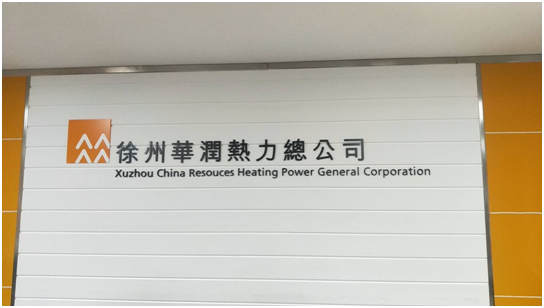 徐州華潤熱力總公司
Xuzhou China Resouces Heating Power General Corporation